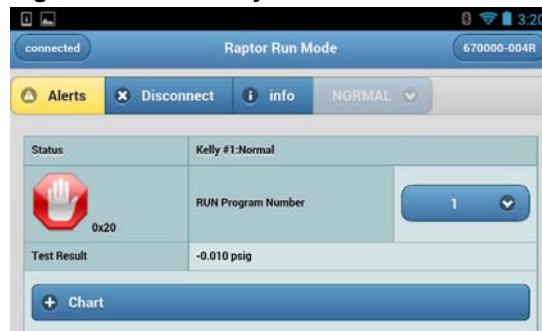 3:20
connected Raptor Run Mode 670000-004R
Alerts Disconnect info NORMAL
Status Kelly #1:Normal
0x20 RUN Program Number 1
Test Result -0.010 psig
Chart